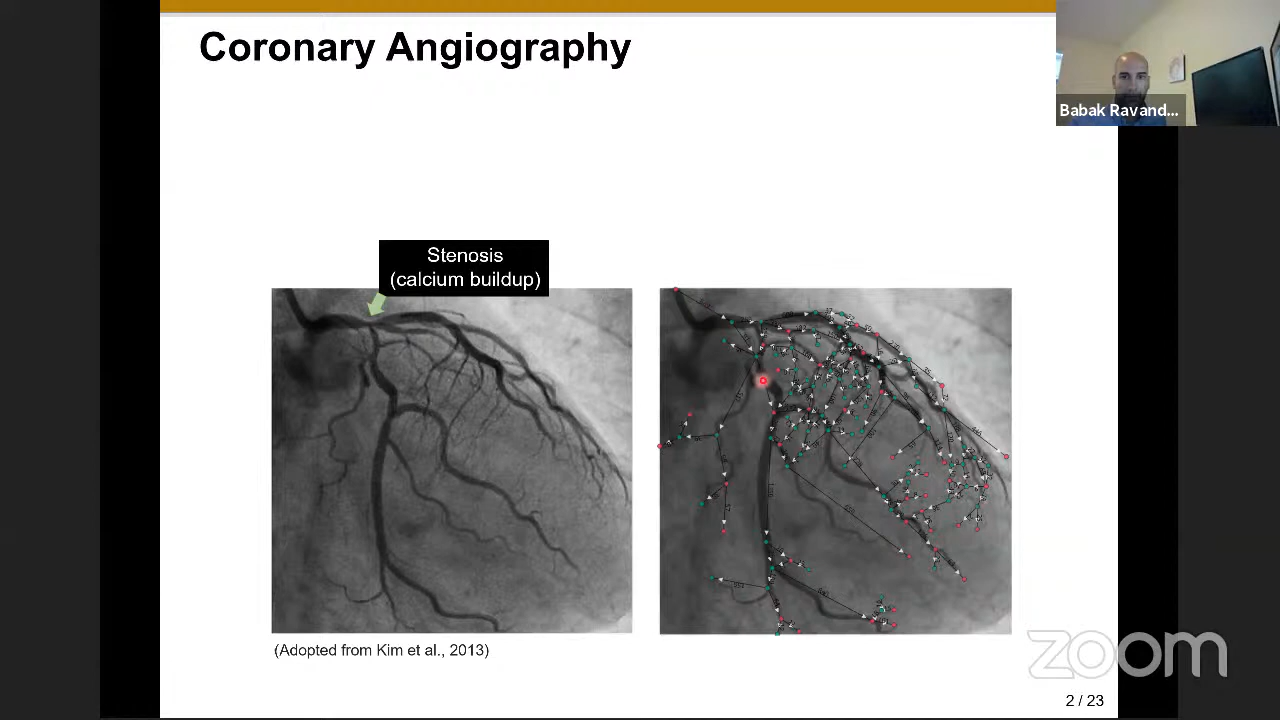 Coronary Angiography
Babak Ravand...
Stenosis
(calcium buildup)
(Adopted from Kim et al., 2013)
zoom
2 / 23